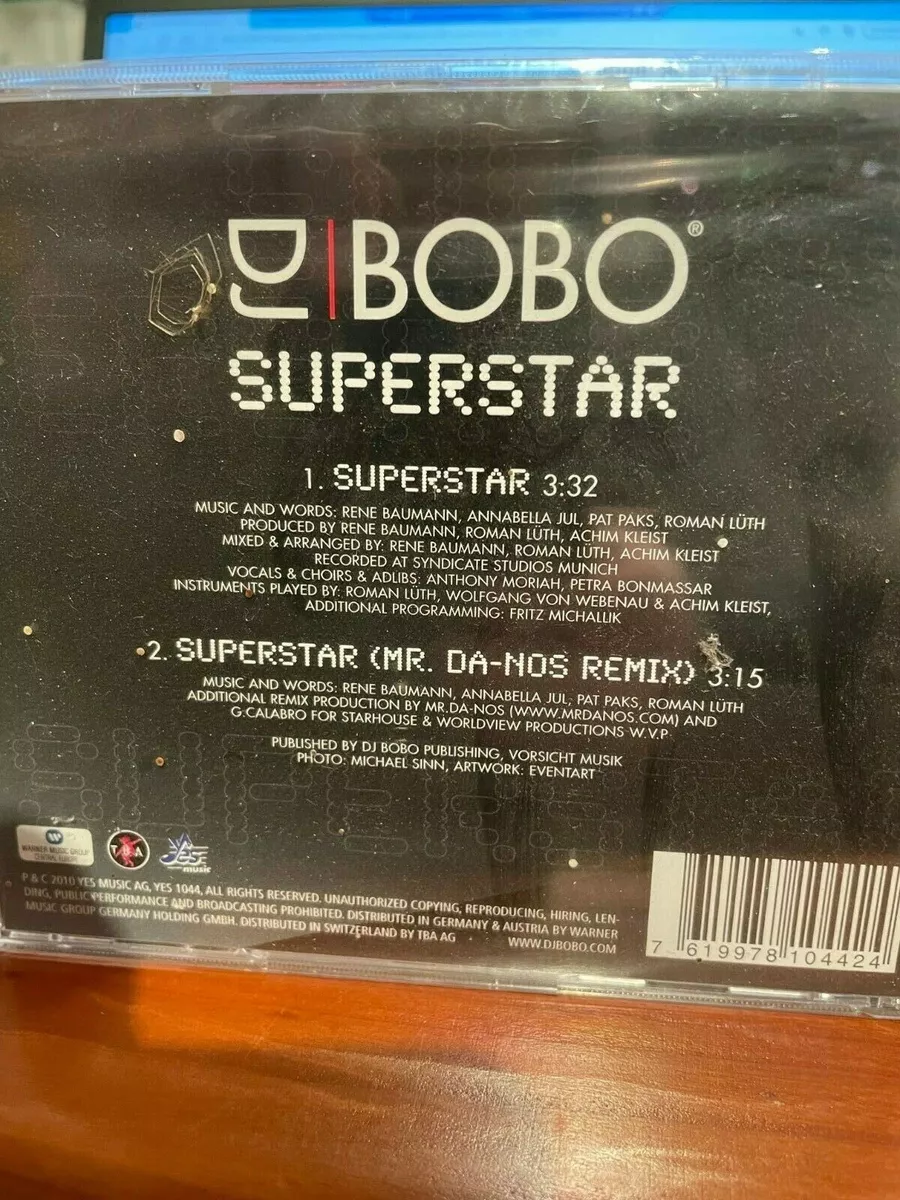 DJ|BOBO®
SUPERSTAR
1. SUPERSTAR 3:32
MUSIC AND WORDS: RENE BAUMANN, ANNABELLA JUL, PAT PAKS, ROMAN LÜTH
PRODUCED BY RENE BAUMANN, ROMAN LÜTH, ACHIM KLEIST
MIXED & ARRANGED BY: RENE BAUMANN, ROMAN LÜTH, ACHIM KLEIST
RECORDED AT SYNDICATE STUDIOS MUNICH
VOCALS & CHOIRS & ADLIBS: ANTHONY MORIAH, PETRA BONMASSAR
INSTRUMENTS PLAYED BY: ROMAN LÜTH, WOLFGANG VON WEBENAU & ACHIM KLEIST,
ADDITIONAL PROGRAMMING: FRITZ MICHALLIK
2. SUPERSTAR (MR. DA-NOS REMIX) 3:15
MUSIC AND WORDS: RENE BAUMANN, ANNABELLA JUL, PAT PAKS, ROMAN LÜTH
ADDITIONAL REMIX PRODUCTION BY MR.DA-NOS (WWW.MRDANOS.COM) AND
G.CALABRO FOR STARHOUSE & WORLDVIEW PRODUCTIONS W.V.P.
PUBLISHED BY DJ BOBO PUBLISHING, VORSICHT MUSIK
PHOTO: MICHAEL SINN, ARTWORK: EVENTART
WARNER MUSIC GROUP
CENTRAL EUROPE
TBA
Yes
music
P & C 2010 YES MUSIC AG, YES 1044, ALL RIGHTS RESERVED. UNAUTHORIZED COPYING, REPRODUCING, HIRING, LEN-
DING, PUBLIC PERFORMANCE AND BROADCASTING PROHIBITED. DISTRIBUTED IN GERMANY & AUSTRIA BY WARNER
MUSIC GROUP GERMANY HOLDING GMBH. DISTRIBUTED IN SWITZERLAND BY TBA AG
WWW.DJBOBO.COM
7 619978 104424